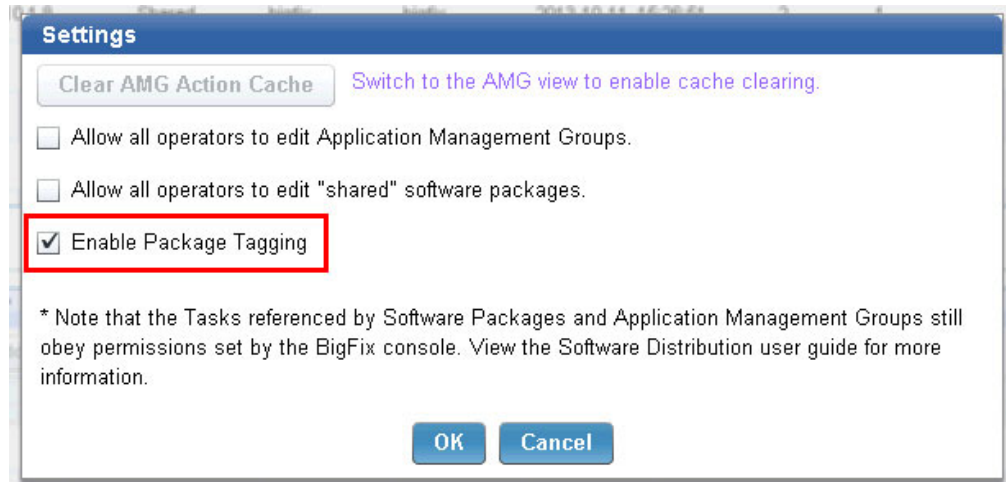 Settings
Clear AMG Action Cache Switch to the AMG view to enable cache clearing.
Allow all operators to edit Application Management Groups.
Allow all operators to edit "shared" software packages.
Enable Package Tagging
* Note that the Tasks referenced by Software Packages and Application Management Groups still
obey permissions set by the BigFix console. View the Software Distribution user guide for more
information.
OK Cancel